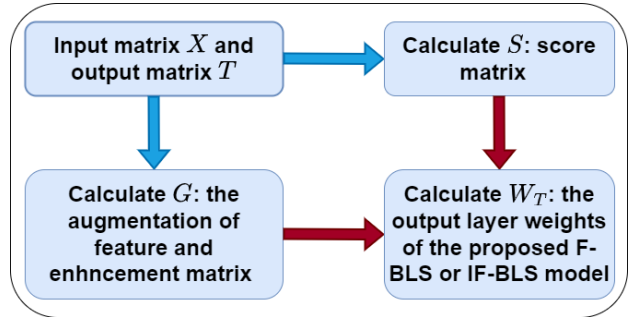 Input matrix X and
output matrix T
Calculate S: score
matrix
Calculate G: the
augmentation of
feature and
enhncement matrix
Calculate W_T: the
output layer weights
of the proposed F-
BLS or IF-BLS model